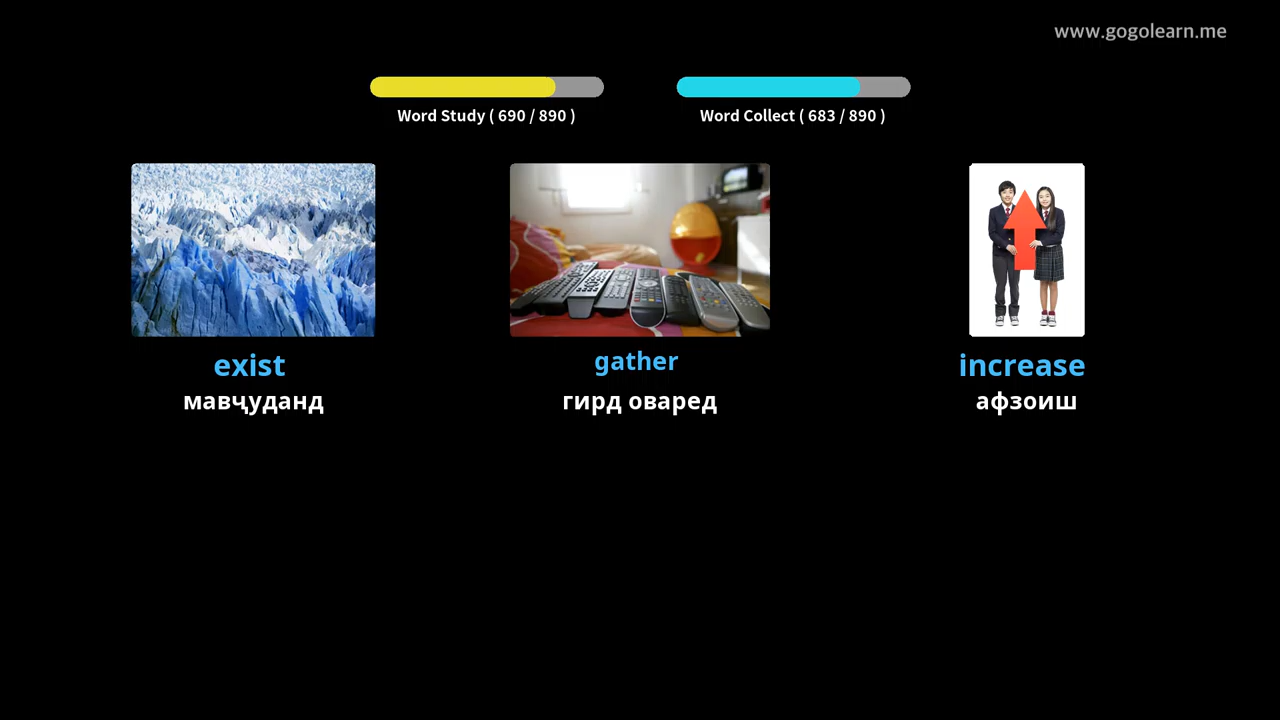 www.gogolearn.me
Word Study ( 690 / 890 )
Word Collect ( 683 / 890 )
exist
gather
increase
мавҷуданд
гирд оваред
афзоиш